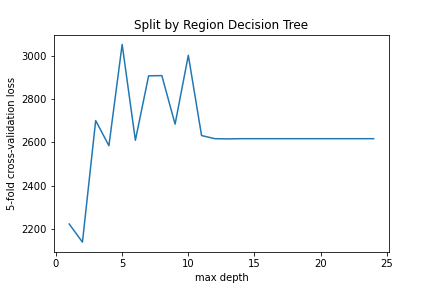 Split by Region Decision Tree
3000
2800
2600
2400
2200
5-fold cross-validation loss
0 5 10 15 20 25
max depth